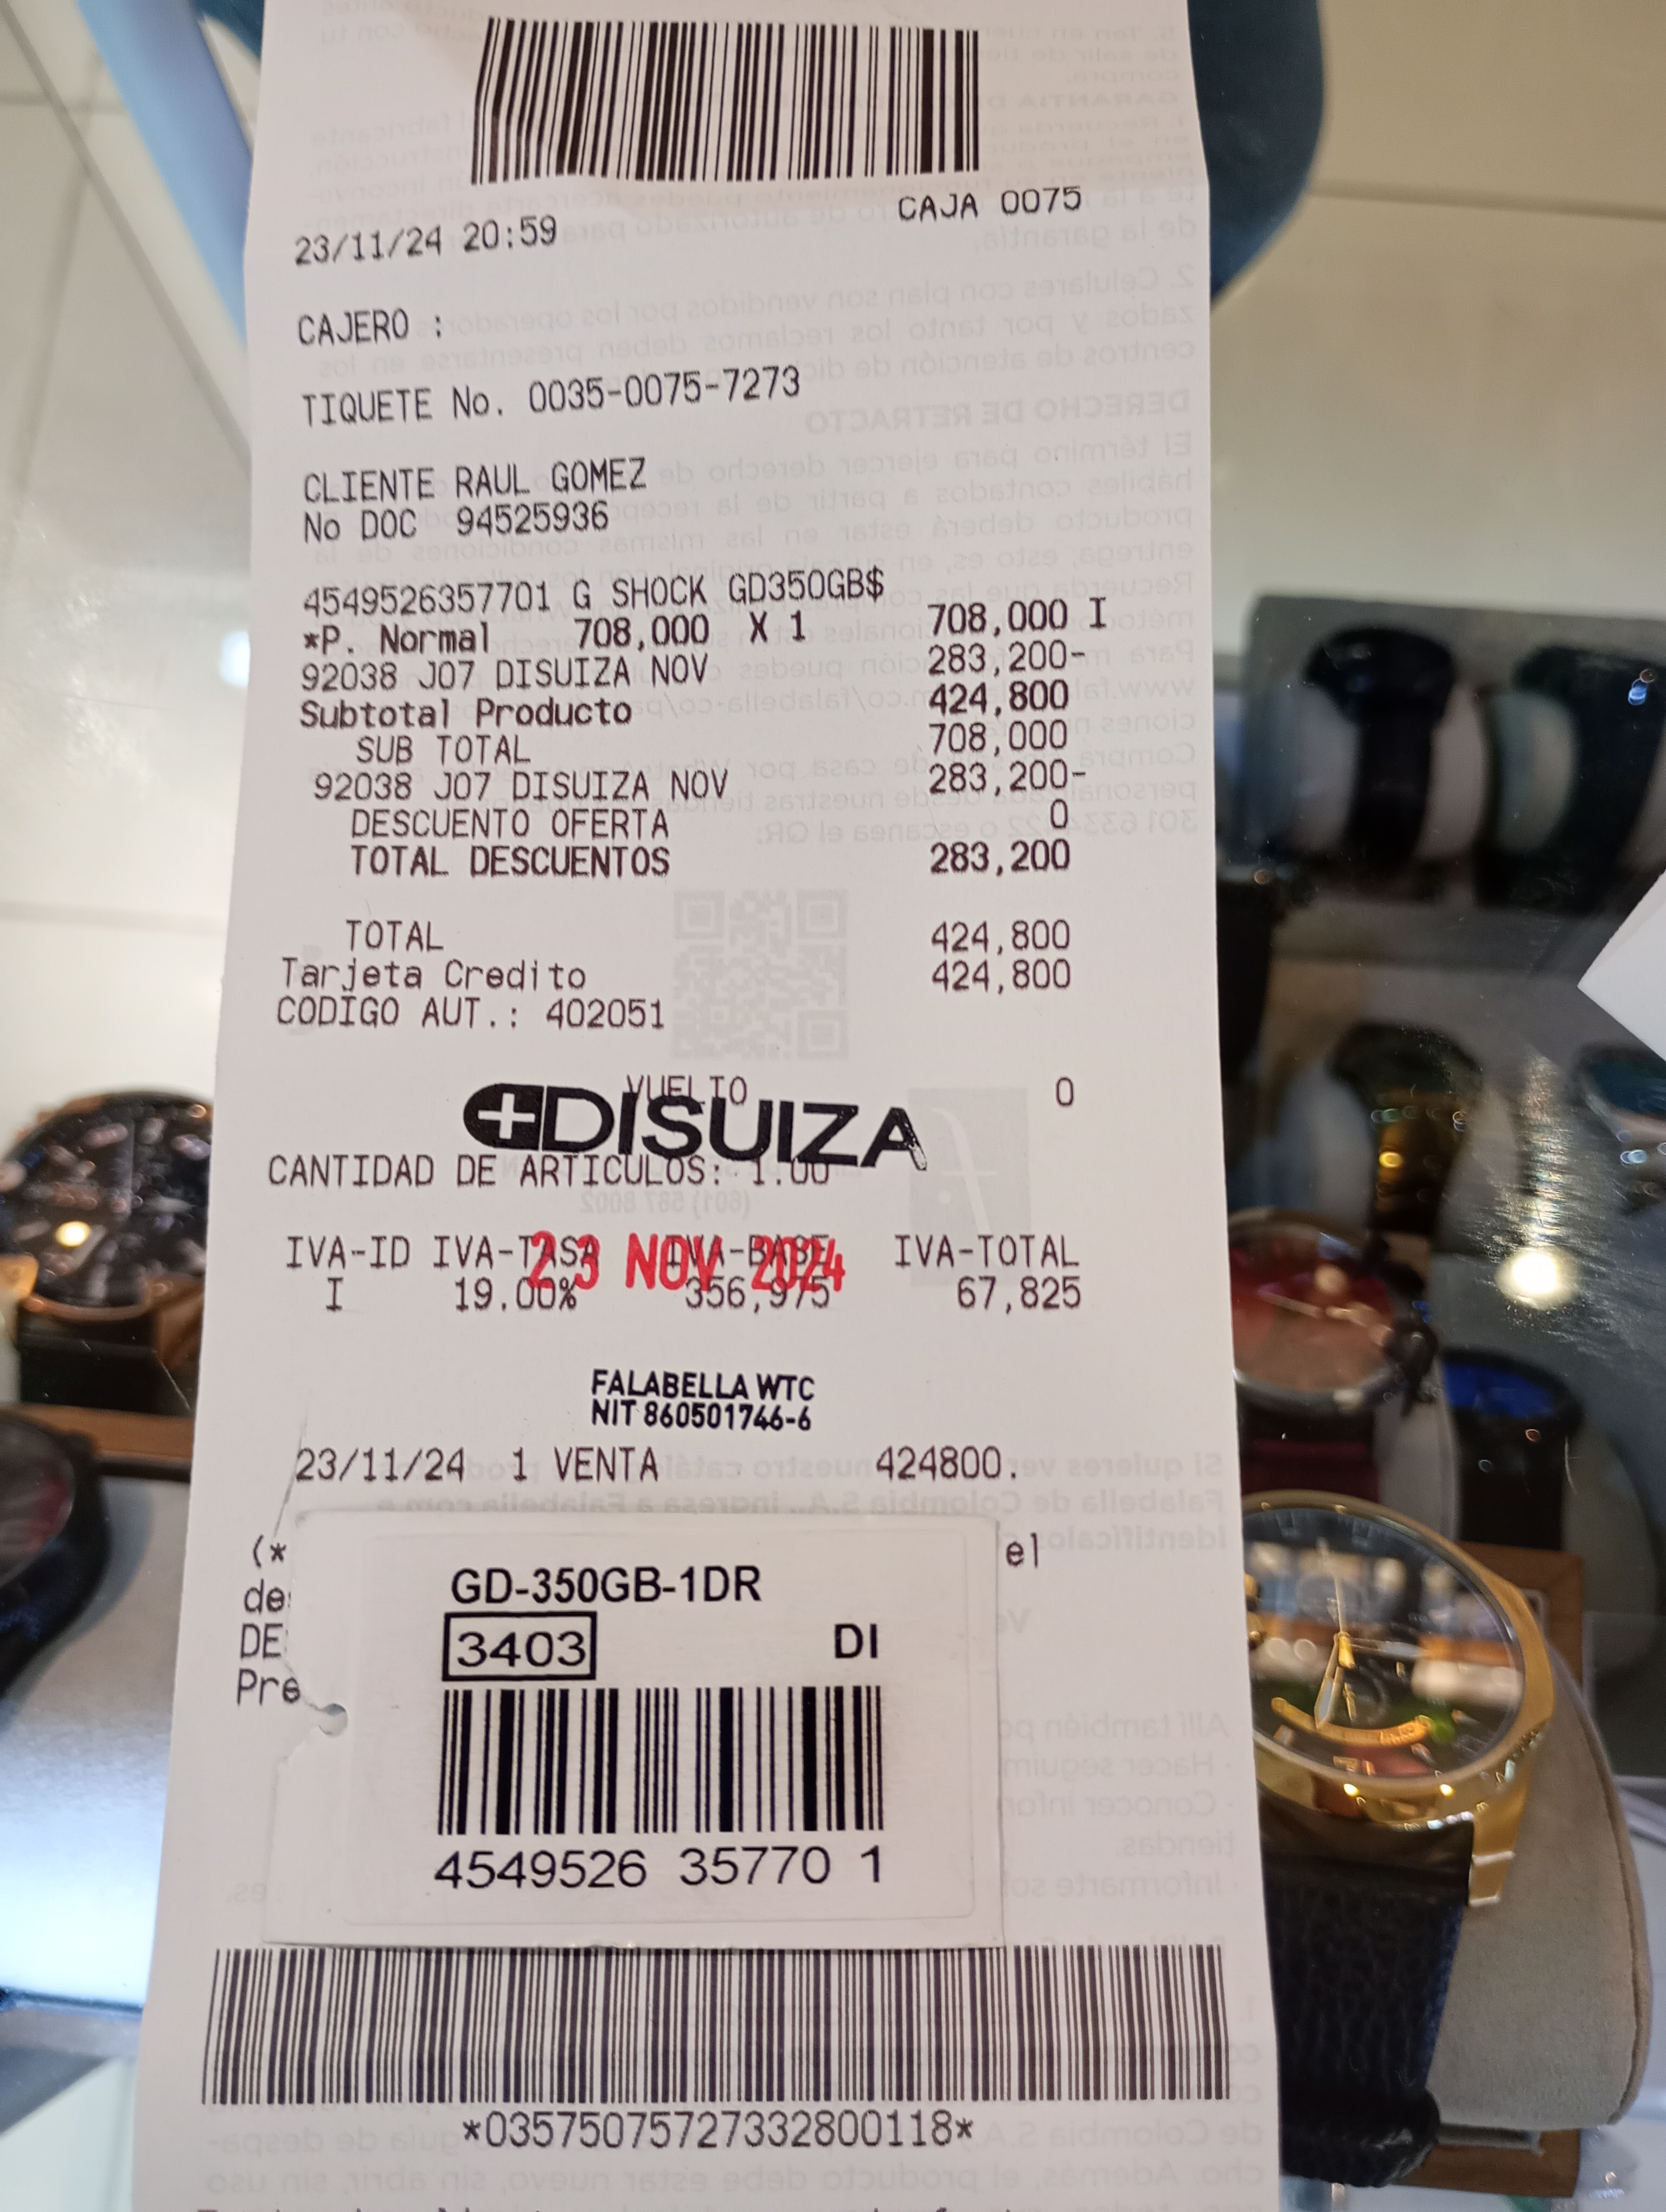 CAJA 0075
23/11/24 20:59
CAJERO :
TIQUETE No. 0035-0075-7273
CLIENTE RAUL GOMEZ
No DOC 94525936
4549526357701 G SHOCK GD350GB$
*P. Normal 708,000 X 1 708,000 I
92038 J07 DISUIZA NOV 283,200-
Subtotal Producto 424,800
SUB TOTAL 708,000
92038 J07 DISUIZA NOV 283,200-
DESCUENTO OFERTA 0
TOTAL DESCUENTOS 283,200
TOTAL 424,800
Tarjeta Credito 424,800
CODIGO AUT.: 402051
VUELTO 0
DISUIZA
CANTIDAD DE ARTICULOS: 1.00
IVA-ID IVA-TASA IVA-BASE IVA-TOTAL
23 NOV 2024
I 19.00% 356,975 67,825
FALABELLA WTC
NIT 860501746-6
23/11/24 1 VENTA 424800.
(* el
de
DE
Pre
GD-350GB-1DR
3403 DI
4549526 35770 1
*03575075727332800118*